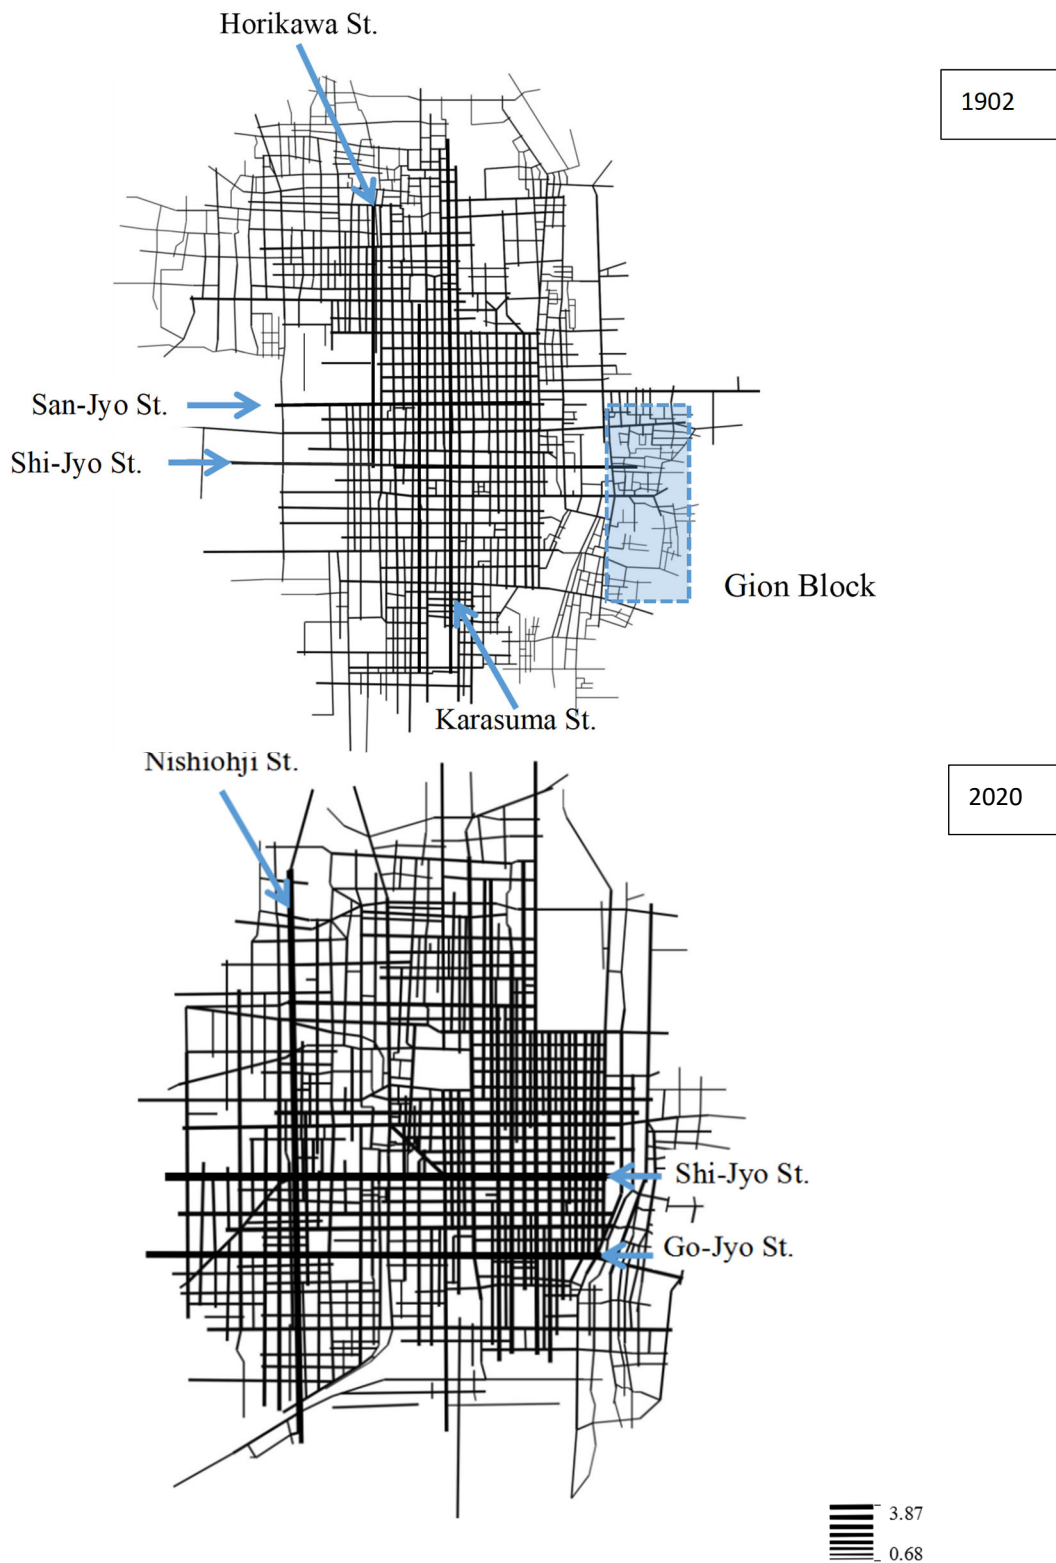 Horikawa St.
1902
San-Jyo St.
Shi-Jyo St.
Gion Block
Karasuma St.
Nishiohji St.
2020
Shi-Jyo St.
Go-Jyo St.
3.87
0.68